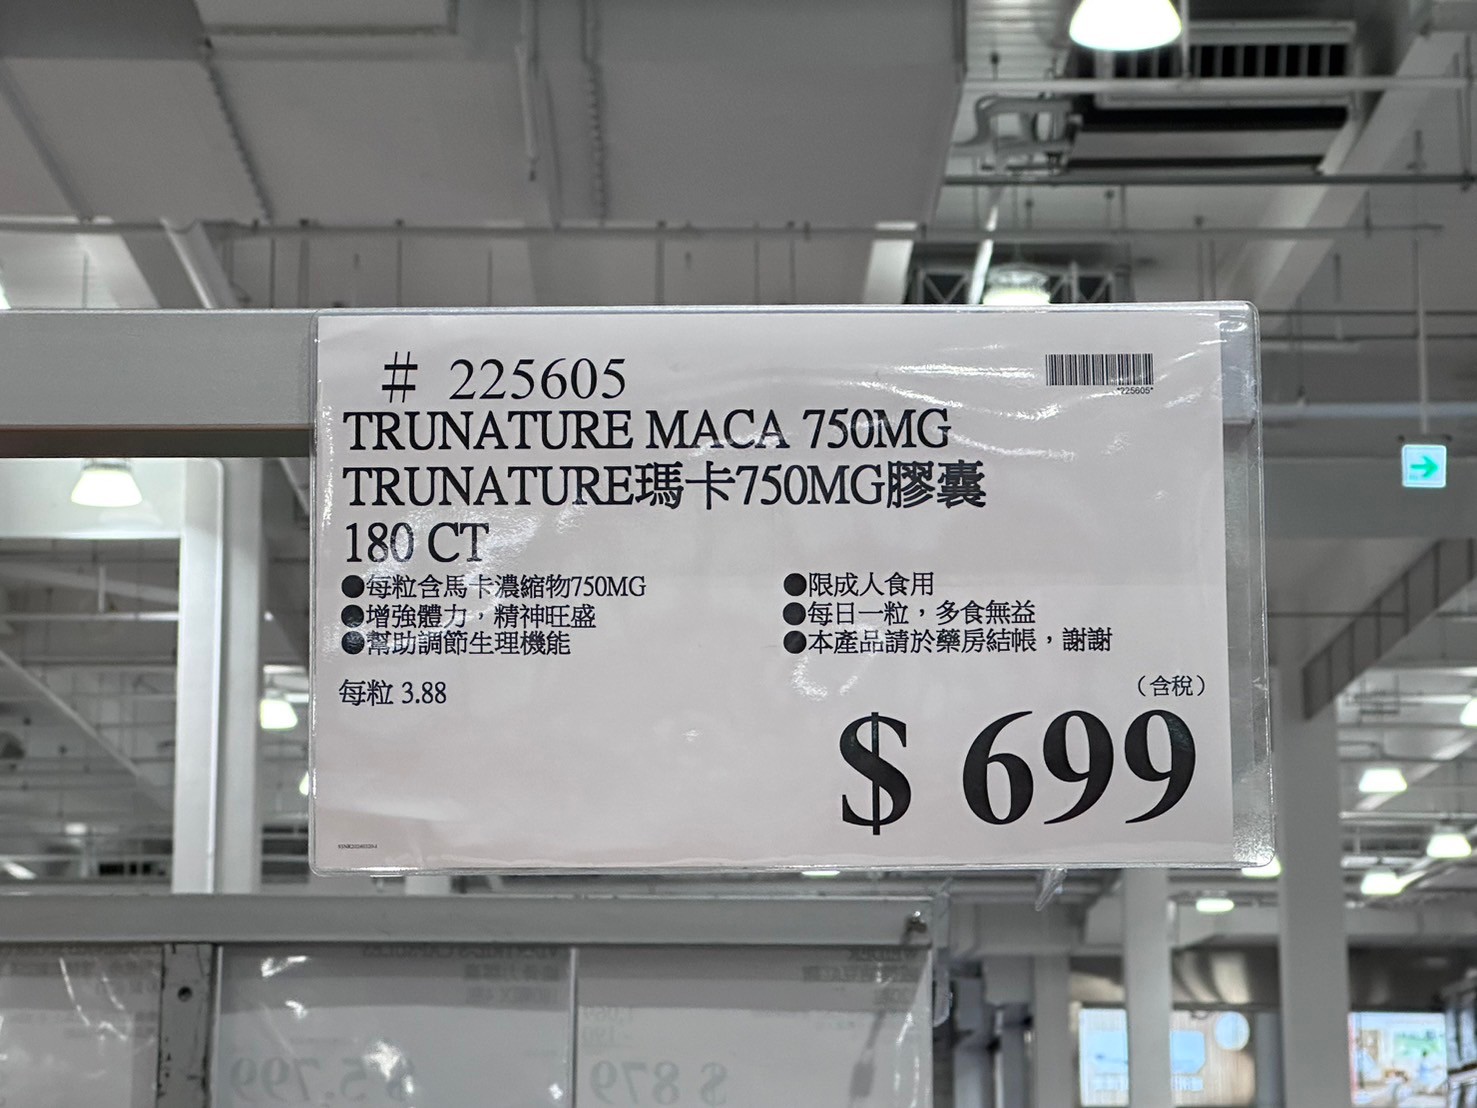 # 225605
*225605*
TRUNATURE MACA 750MG
TRUNATURE瑪卡750MG膠囊
180 CT
●每粒含馬卡濃縮物750MG
●增強體力，精神旺盛
●幫助調節生理機能
●限成人食用
●每日一粒，多食無益
●本產品請於藥房結帳，謝謝
每粒 3.88
（含稅）
$ 699
$ 5,799
$ 879